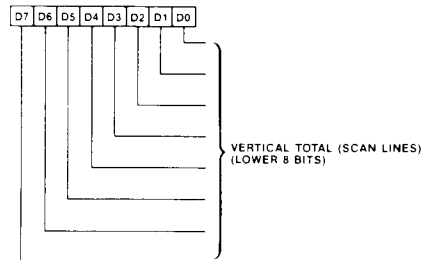 D7 D6 D5 D4 D3 D2 D1 D0
VERTICAL TOTAL (SCAN LINES)
(LOWER 8 BITS)